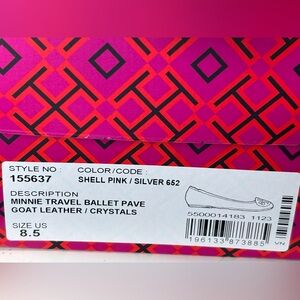 STYLE NO : COLOR/CODE :
155637 SHELL PINK / SILVER 652
DESCRIPTION
MINNIE TRAVEL BALLET PAVE
GOAT LEATHER / CRYSTALS
5500014183 1123
SIZE US
8.5
196133873885
VN